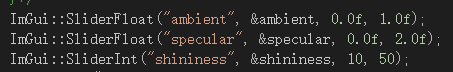 ImGui::SliderFloat("ambient", &ambient, 0.0f, 1.0f);
ImGui::SliderFloat("specular", &specular, 0.0f, 2.0f);
ImGui::SliderInt("shininess", &shininess, 10, 50);